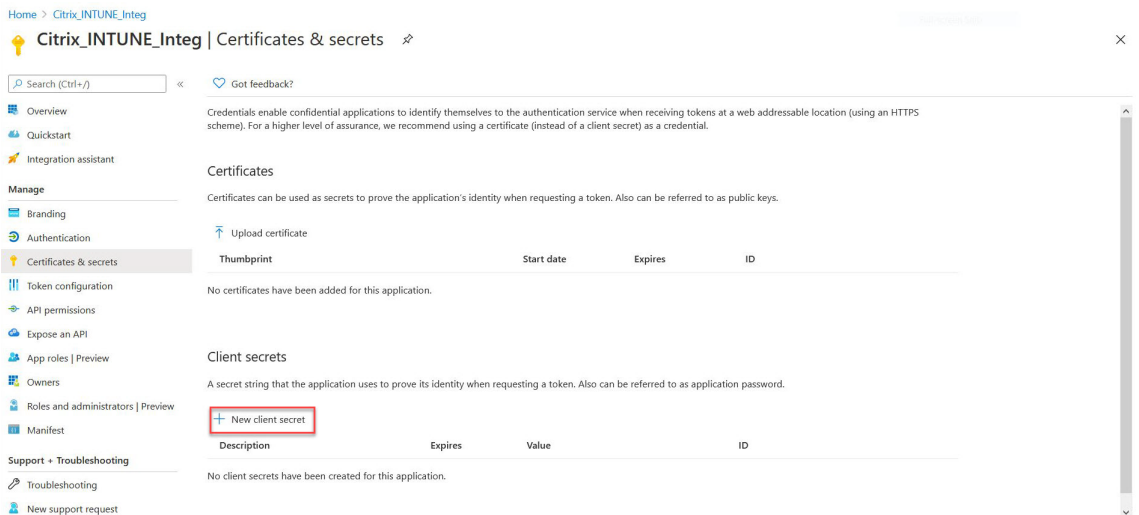 Home > Citrix_INTUNE_Integ
Citrix_INTUNE_Integ | Certificates & secrets
Search (Ctrl+/)
«
Got feedback?
Overview
Quickstart
Integration assistant
Manage
Branding
Authentication
Certificates & secrets
Token configuration
API permissions
Expose an API
App roles | Preview
Owners
Roles and administrators | Preview
Manifest
Support + Troubleshooting
Troubleshooting
New support request
Credentials enable confidential applications to identify themselves to the authentication service when receiving tokens at a web addressable location (using an HTTPS
scheme). For a higher level of assurance, we recommend using a certificate (instead of a client secret) as a credential.
Certificates
Certificates can be used as secrets to prove the application's identity when requesting a token. Also can be referred to as public keys.
Upload certificate
Thumbprint Start date Expires ID
No certificates have been added for this application.
Client secrets
A secret string that the application uses to prove its identity when requesting a token. Also can be referred to as application password.
New client secret
Description Expires Value ID
No client secrets have been created for this application.